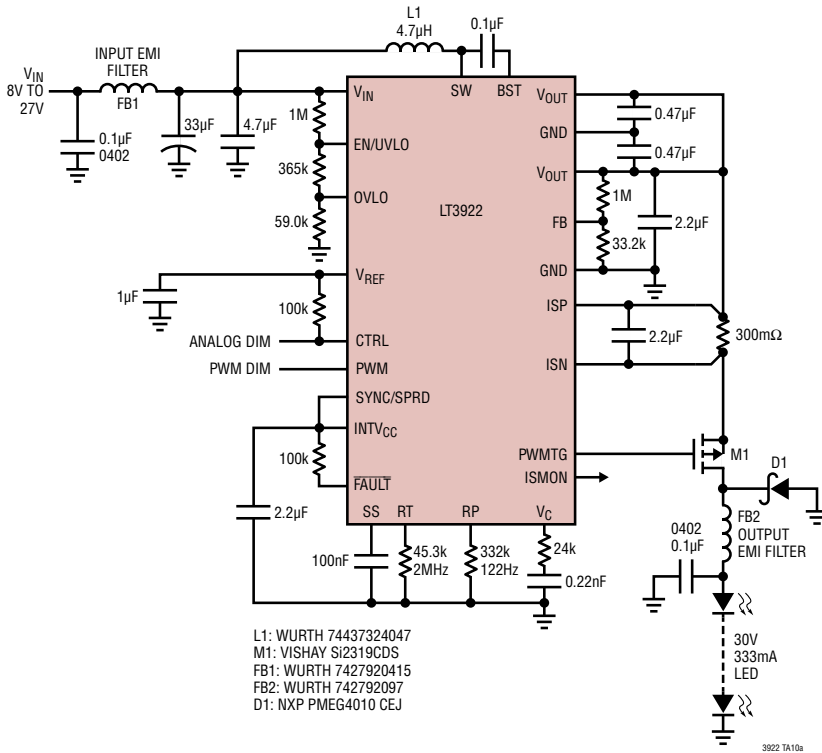 L1
4.7µH
0.1µF
INPUT EMI
FILTER
FB1
VIN
8V TO
27V
0.1µF
0402
33µF
4.7µF
1M
365k
59.0k
VIN
EN/UVLO
OVLO
SW
BST
VOUT
GND
VOUT
FB
GND
0.47µF
0.47µF
1M
33.2k
2.2µF
LT3922
1µF
VREF
100k
ANALOG DIM
CTRL
PWM DIM
PWM
SYNC/SPRD
INTVCC
100k
FAULT
2.2µF
ISP
ISN
2.2µF
300mΩ
PWMTG
ISMON
M1
D1
FB2
OUTPUT
EMI FILTER
0402
0.1µF
30V
333mA
LED
SS
RT
RP
VC
100nF
45.3k
2MHz
332k
122Hz
24k
0.22nF
L1: WURTH 74437324047
M1: VISHAY Si2319CDS
FB1: WURTH 7427920415
FB2: WURTH 742792097
D1: NXP PMEG4010 CEJ
3922 TA10a